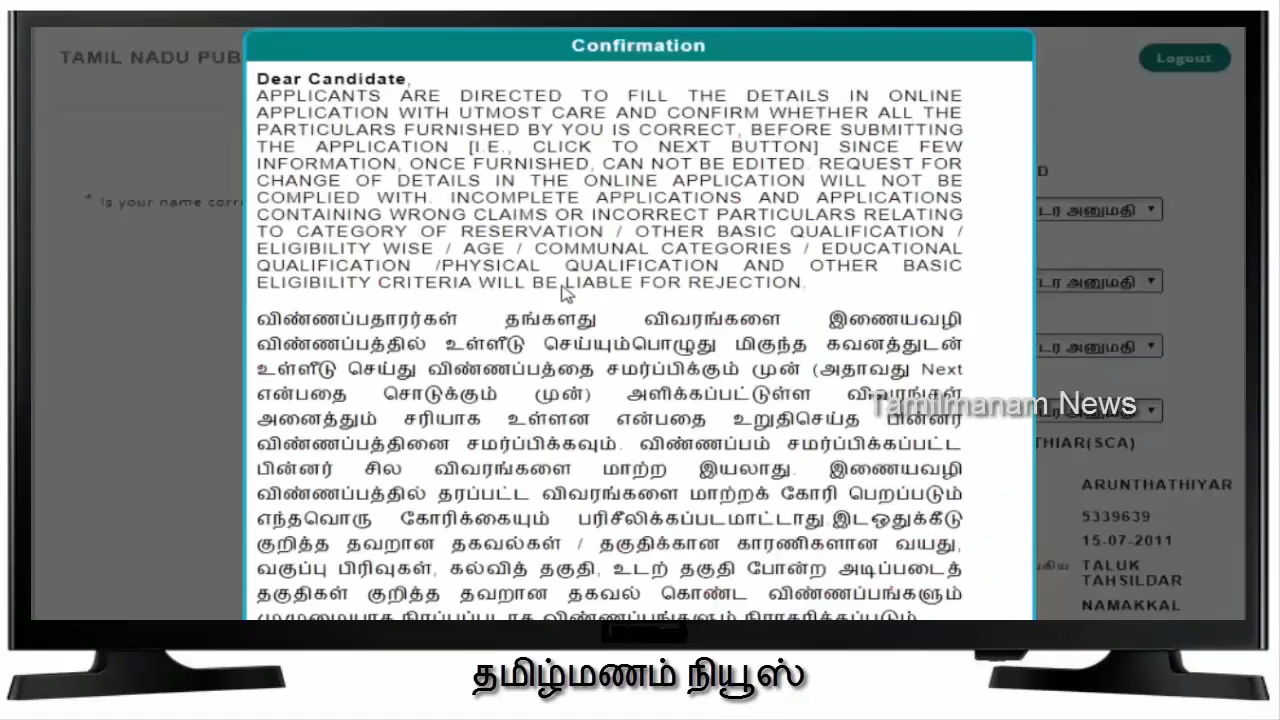 TAMIL NADU PUB
Logout
Confirmation
Dear Candidate,
APPLICANTS ARE DIRECTED TO FILL THE DETAILS IN ONLINE
APPLICATION WITH UTMOST CARE AND CONFIRM WHETHER ALL THE
PARTICULARS FURNISHED BY YOU IS CORRECT, BEFORE SUBMITTING
THE APPLICATION [I.E., CLICK TO NEXT BUTTON] SINCE FEW
INFORMATION, ONCE FURNISHED, CAN NOT BE EDITED. REQUEST FOR
CHANGE OF DETAILS IN THE ONLINE APPLICATION WILL NOT BE
COMPLIED WITH. INCOMPLETE APPLICATIONS AND APPLICATIONS
CONTAINING WRONG CLAIMS OR INCORRECT PARTICULARS RELATING
TO CATEGORY OF RESERVATION / OTHER BASIC QUALIFICATION /
ELIGIBILITY WISE / AGE / COMMUNAL CATEGORIES / EDUCATIONAL
QUALIFICATION /PHYSICAL QUALIFICATION AND OTHER BASIC
ELIGIBILITY CRITERIA WILL BE LIABLE FOR REJECTION.
விண்ணப்பதாரர்கள் தங்களது விவரங்களை இணையவழி
விண்ணப்பத்தில் உள்ளீடு செய்யும்பொழுது மிகுந்த கவனத்துடன்
உள்ளீடு செய்து விண்ணப்பத்தை சமர்ப்பிக்கும் முன் (அதாவது Next
என்பதை சொடுக்கும் முன்) அளிக்கப்பட்டுள்ள விவரங்கள்
அனைத்தும் சரியாக உள்ளன என்பதை உறுதிசெய்த பின்னர்
விண்ணப்பத்தினை சமர்ப்பிக்கவும். விண்ணப்பம் சமர்ப்பிக்கப்பட்ட
பின்னர் சில விவரங்களை மாற்ற இயலாது. இணையவழி
விண்ணப்பத்தில் தரப்பட்ட விவரங்களை மாற்றக் கோரி பெறப்படும்
எந்தவொரு கோரிக்கையும் பரிசீலிக்கப்படமாட்டாது.இடஒதுக்கீடு
குறித்த தவறான தகவல்கள் / தகுதிக்கான காரணிகளான வயது,
வகுப்பு பிரிவுகள், கல்வித் தகுதி, உடற் தகுதி போன்ற அடிப்படைத்
தகுதிகள் குறித்த தவறான தகவல் கொண்ட விண்ணப்பங்களும்
* Is your name corre
D
டர அனுமதி
டர அனுமதி
டர அனுமதி
Tamilmanam News
THIAR(SCA)
ARUNTHATHIYAR
5339639
15-07-2011
TALUK
TAHSILDAR
NAMAKKAL
தமிழ்மணம் நியூஸ்